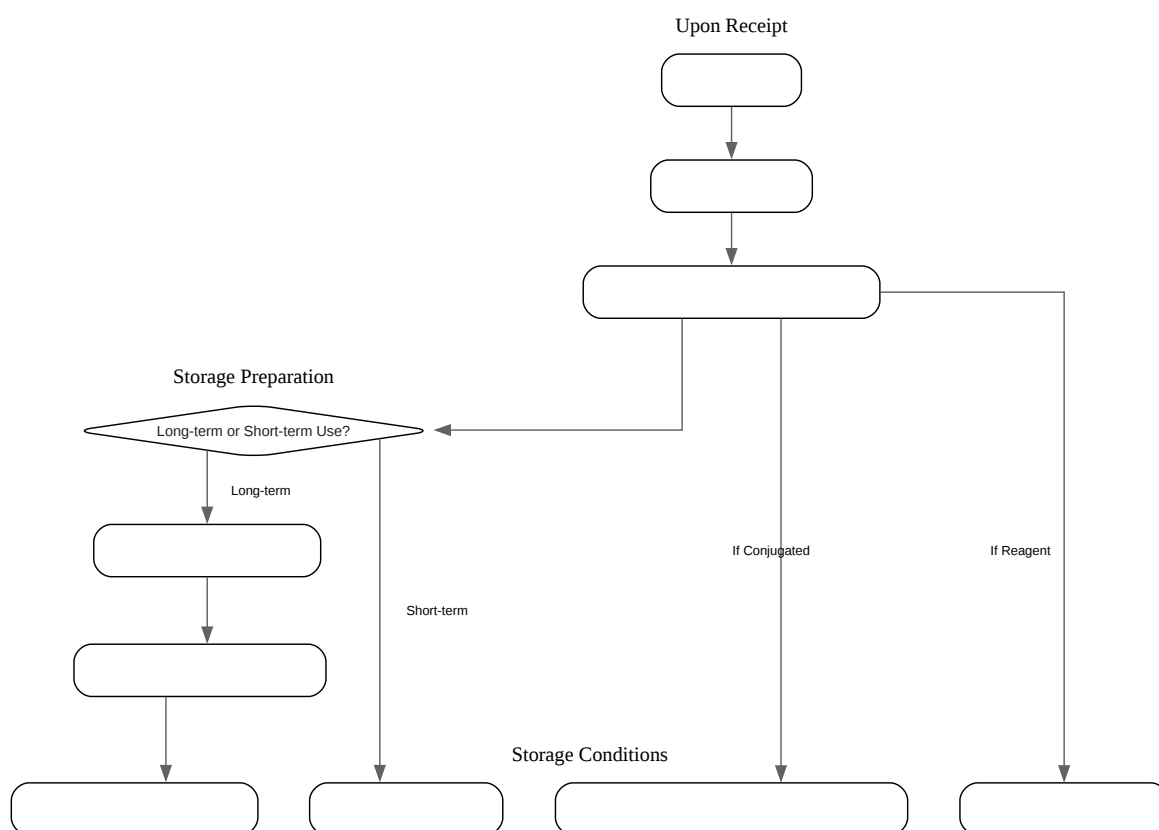 Upon Receipt
Storage Preparation
Long-term or Short-term Use?
Long-term
If Conjugated
If Reagent
Short-term
Storage Conditions